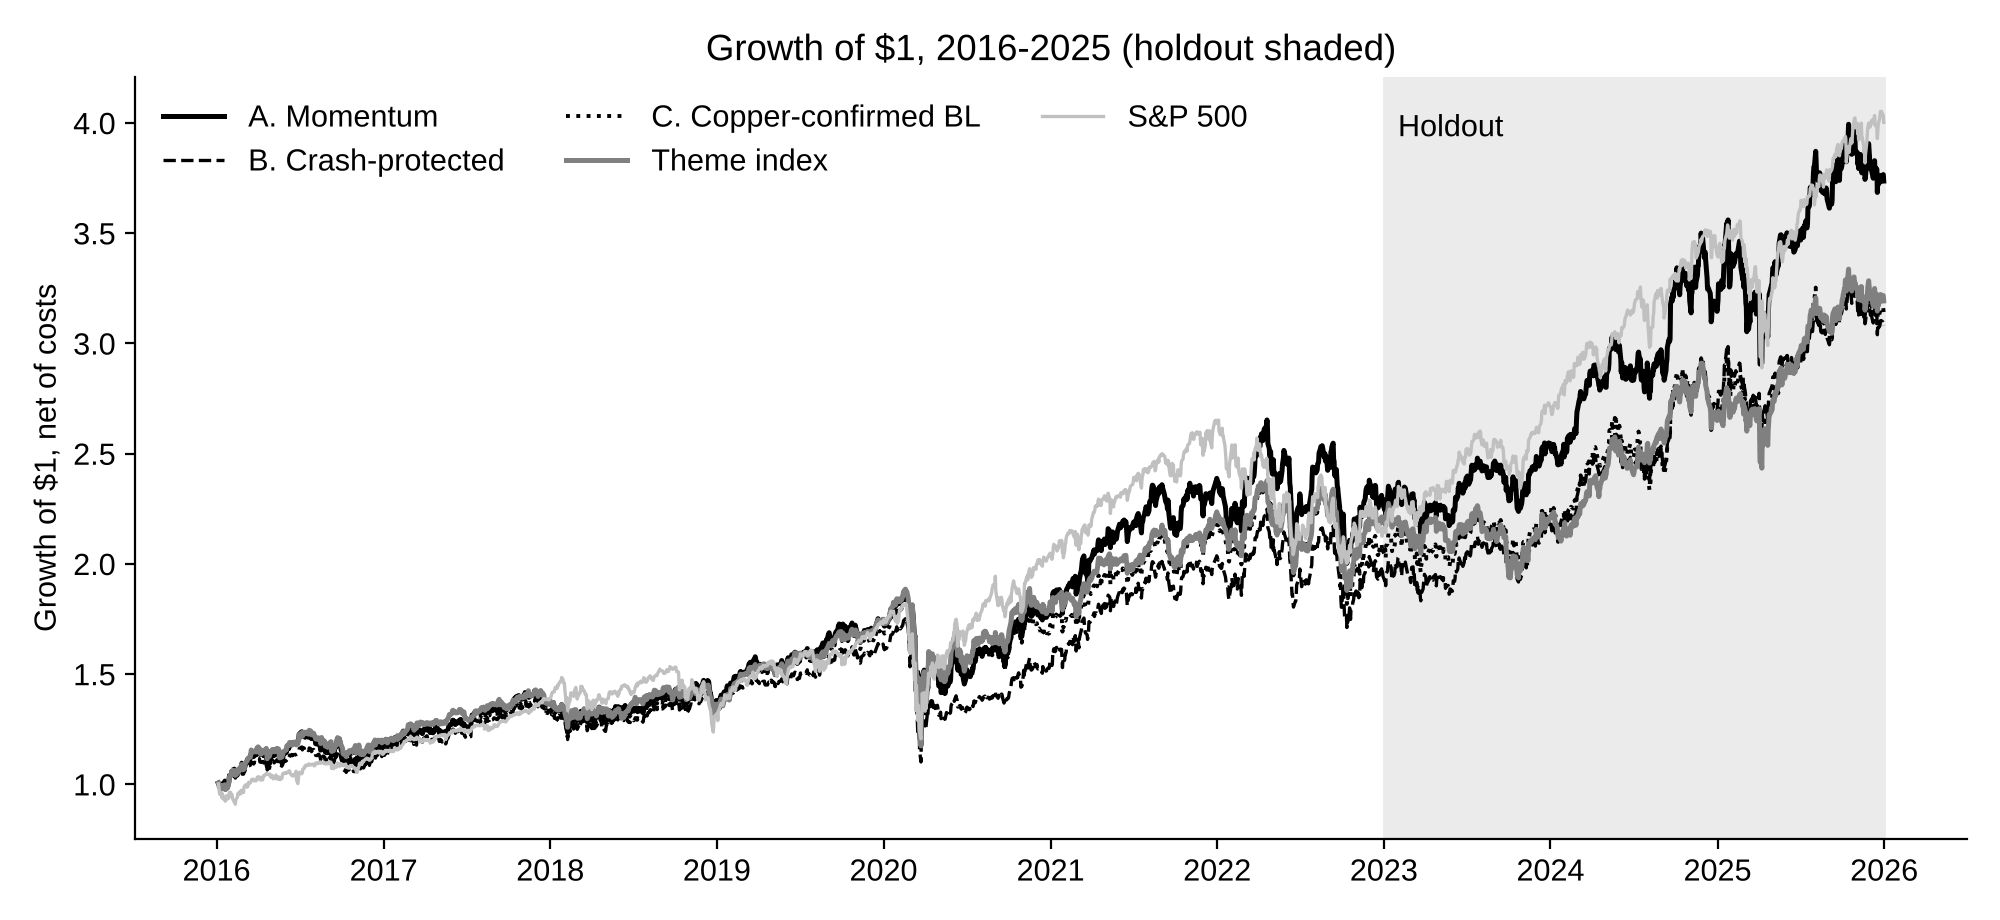 Growth of $1, 2016-2025 (holdout shaded)
A. Momentum
B. Crash-protected
C. Copper-confirmed BL
Theme index
S&P 500
Holdout
Growth of $1, net of costs
4.0
3.5
3.0
2.5
2.0
1.5
1.0
2016 2017 2018 2019 2020 2021 2022 2023 2024 2025 2026